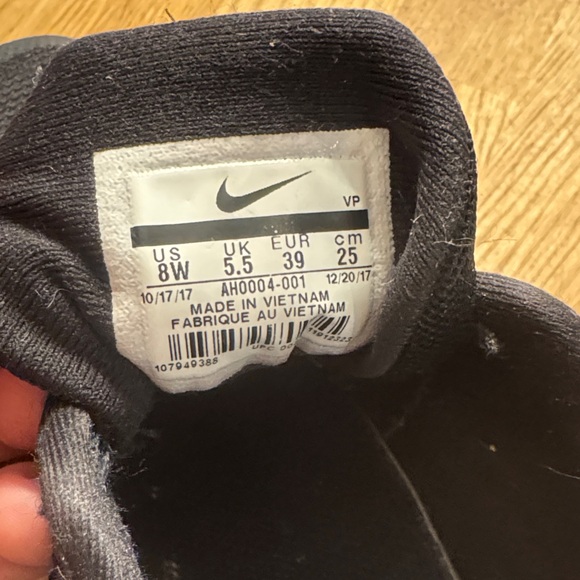 VP
US UK EUR cm
8W 5.5 39 25
10/17/17 AH0004-001 12/20/17
MADE IN VIETNAM
FABRIQUE AU VIETNAM
UPC
107949388